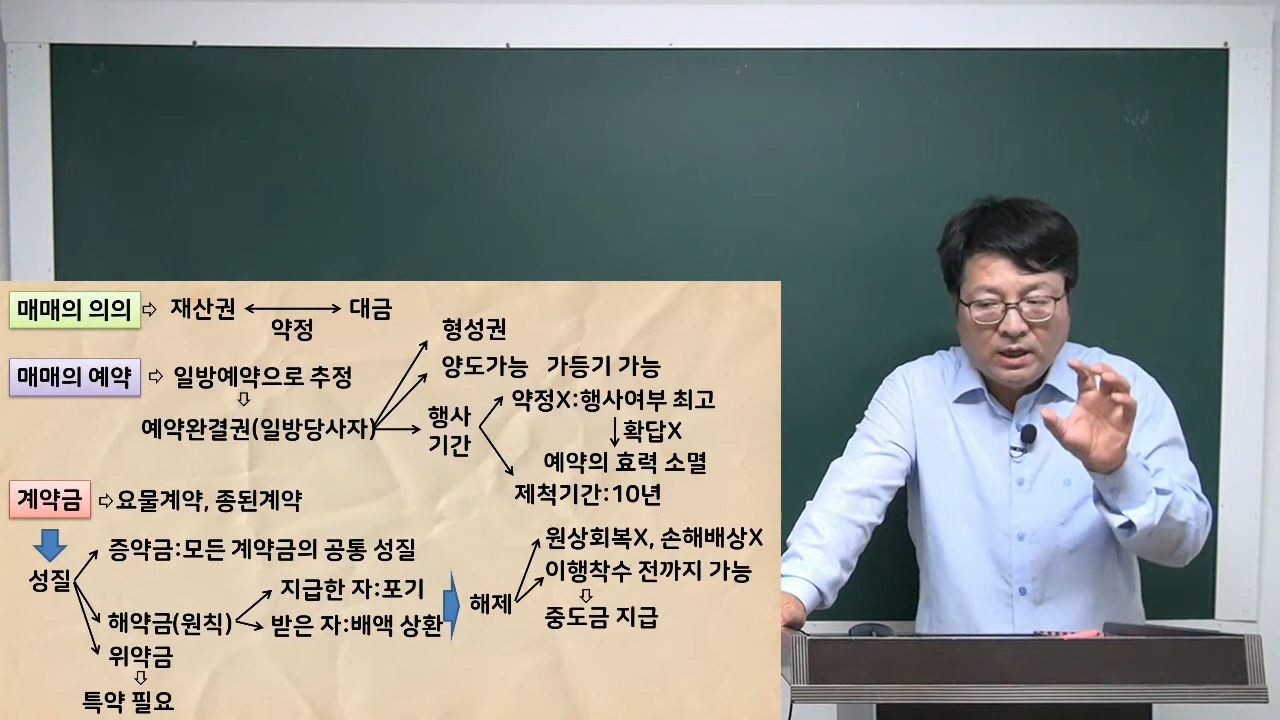 매매의 의의 ⇨ 재산권 ⟷ 대금
약정
매매의 예약 ⇨ 일방예약으로 추정
예약완결권(일방당사자)
형성권
양도가능 가등기 가능
행사
기간
약정X:행사여부 최고
확답X
예약의 효력 소멸
제척기간:10년
계약금 ⇨요물계약, 종된계약
성질
증약금:모든 계약금의 공통 성질
해약금(원칙)
지급한 자:포기
받은 자:배액 상환
해제
원상회복X, 손해배상X
이행착수 전까지 가능
중도금 지급
위약금
특약 필요